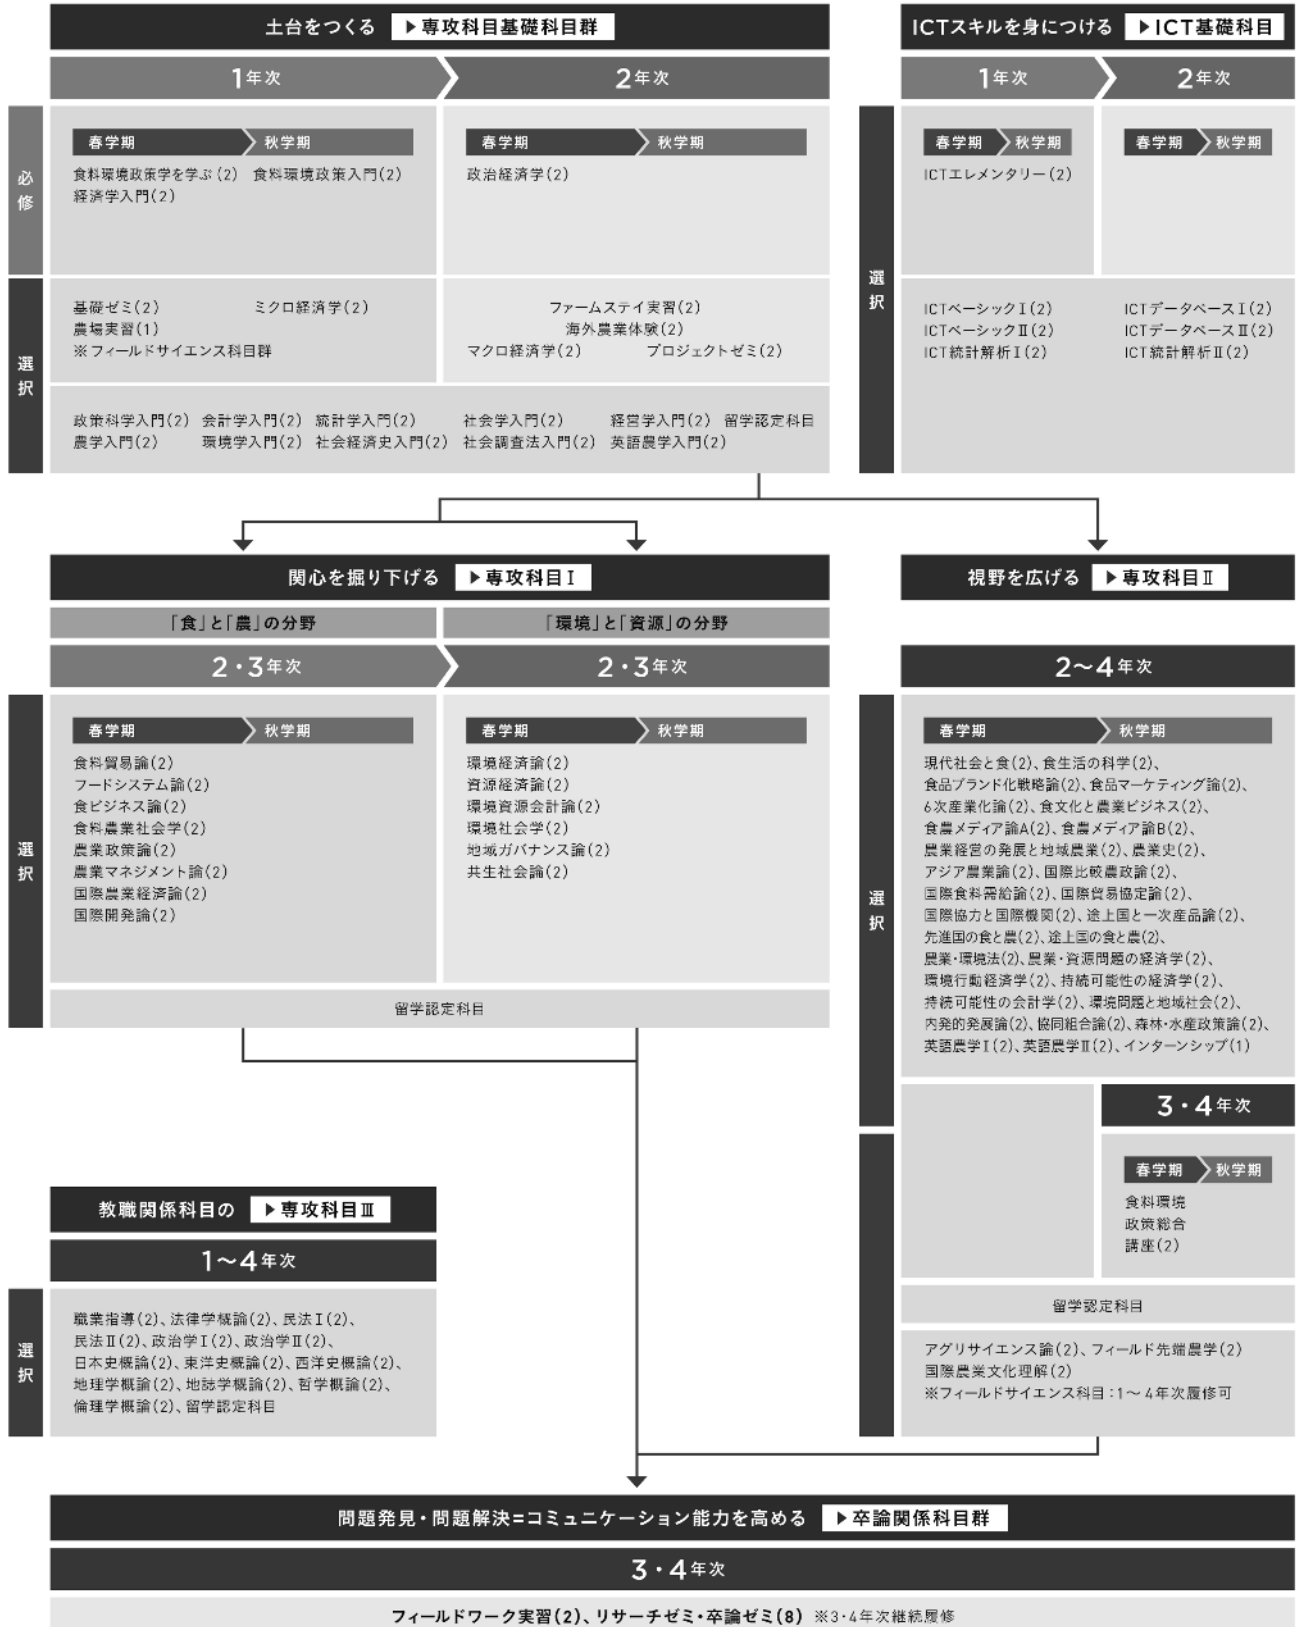 土台をつくる ▶専攻科目基礎科目群
1年次 2年次
必修
春学期 秋学期
食料環境政策学を学ぶ(2) 食料環境政策入門(2)
経済学入門(2)
春学期 秋学期
政治経済学(2)
選択
基礎ゼミ(2) ミクロ経済学(2)
農場実習(1)
※フィールドサイエンス科目群
ファームステイ実習(2)
海外農業体験(2)
マクロ経済学(2) プロジェクトゼミ(2)
政策科学入門(2) 会計学入門(2) 統計学入門(2) 社会学入門(2) 経営学入門(2) 留学認定科目
農学入門(2) 環境学入門(2) 社会経済史入門(2) 社会調査法入門(2) 英語農学入門(2)
ICTスキルを身につける ▶ICT基礎科目
1年次 2年次
選択
春学期 秋学期
ICTエレメンタリー(2)
春学期 秋学期
ICTベーシックⅠ(2) ICTデータベースⅠ(2)
ICTベーシックⅡ(2) ICTデータベースⅡ(2)
ICT統計解析Ⅰ(2) ICT統計解析Ⅱ(2)
関心を掘り下げる ▶専攻科目Ⅰ
「食」と「農」の分野 「環境」と「資源」の分野
2・3年次 2・3年次
選択
春学期 秋学期
食料貿易論(2)
フードシステム論(2)
食ビジネス論(2)
食料農業社会学(2)
農業政策論(2)
農業マネジメント論(2)
国際農業経済論(2)
国際開発論(2)
春学期 秋学期
環境経済論(2)
資源経済論(2)
環境資源会計論(2)
環境社会学(2)
地域ガバナンス論(2)
共生社会論(2)
留学認定科目
視野を広げる ▶専攻科目Ⅱ
2〜4年次
選択
春学期 秋学期
現代社会と食(2)、食生活の科学(2)、
食品ブランド化戦略論(2)、食品マーケティング論(2)、
6次産業化論(2)、食文化と農業ビジネス(2)、
食農メディア論A(2)、食農メディア論B(2)、
農業経営の発展と地域農業(2)、農業史(2)、
アジア農業論(2)、国際比較農政論(2)、
国際食料需給論(2)、国際貿易協定論(2)、
国際協力と国際機関(2)、途上国と一次産品論(2)、
先進国の食と農(2)、途上国の食と農(2)、
農業・環境法(2)、農業・資源問題の経済学(2)、
環境行動経済学(2)、持続可能性の経済学(2)、
持続可能性の会計学(2)、環境問題と地域社会(2)、
内発的発展論(2)、協同組合論(2)、森林・水産政策論(2)、
英語農学Ⅰ(2)、英語農学Ⅱ(2)、インターンシップ(1)
3・4年次
春学期 秋学期
食料環境
政策総合
講座(2)
留学認定科目
アグリサイエンス論(2)、フィールド先端農学(2)
国際農業文化理解(2)
※フィールドサイエンス科目：1〜4年次履修可
教職関係科目の ▶専攻科目Ⅲ
1〜4年次
選択
職業指導(2)、法律学概論(2)、民法Ⅰ(2)、
民法Ⅱ(2)、政治学Ⅰ(2)、政治学Ⅱ(2)、
日本史概論(2)、東洋史概論(2)、西洋史概論(2)、
地理学概論(2)、地誌学概論(2)、哲学概論(2)、
倫理学概論(2)、留学認定科目
問題発見・問題解決=コミュニケーション能力を高める ▶卒論関係科目群
3・4年次
フィールドワーク実習(2)、リサーチゼミ・卒論ゼミ(8) ※3・4年次継続履修